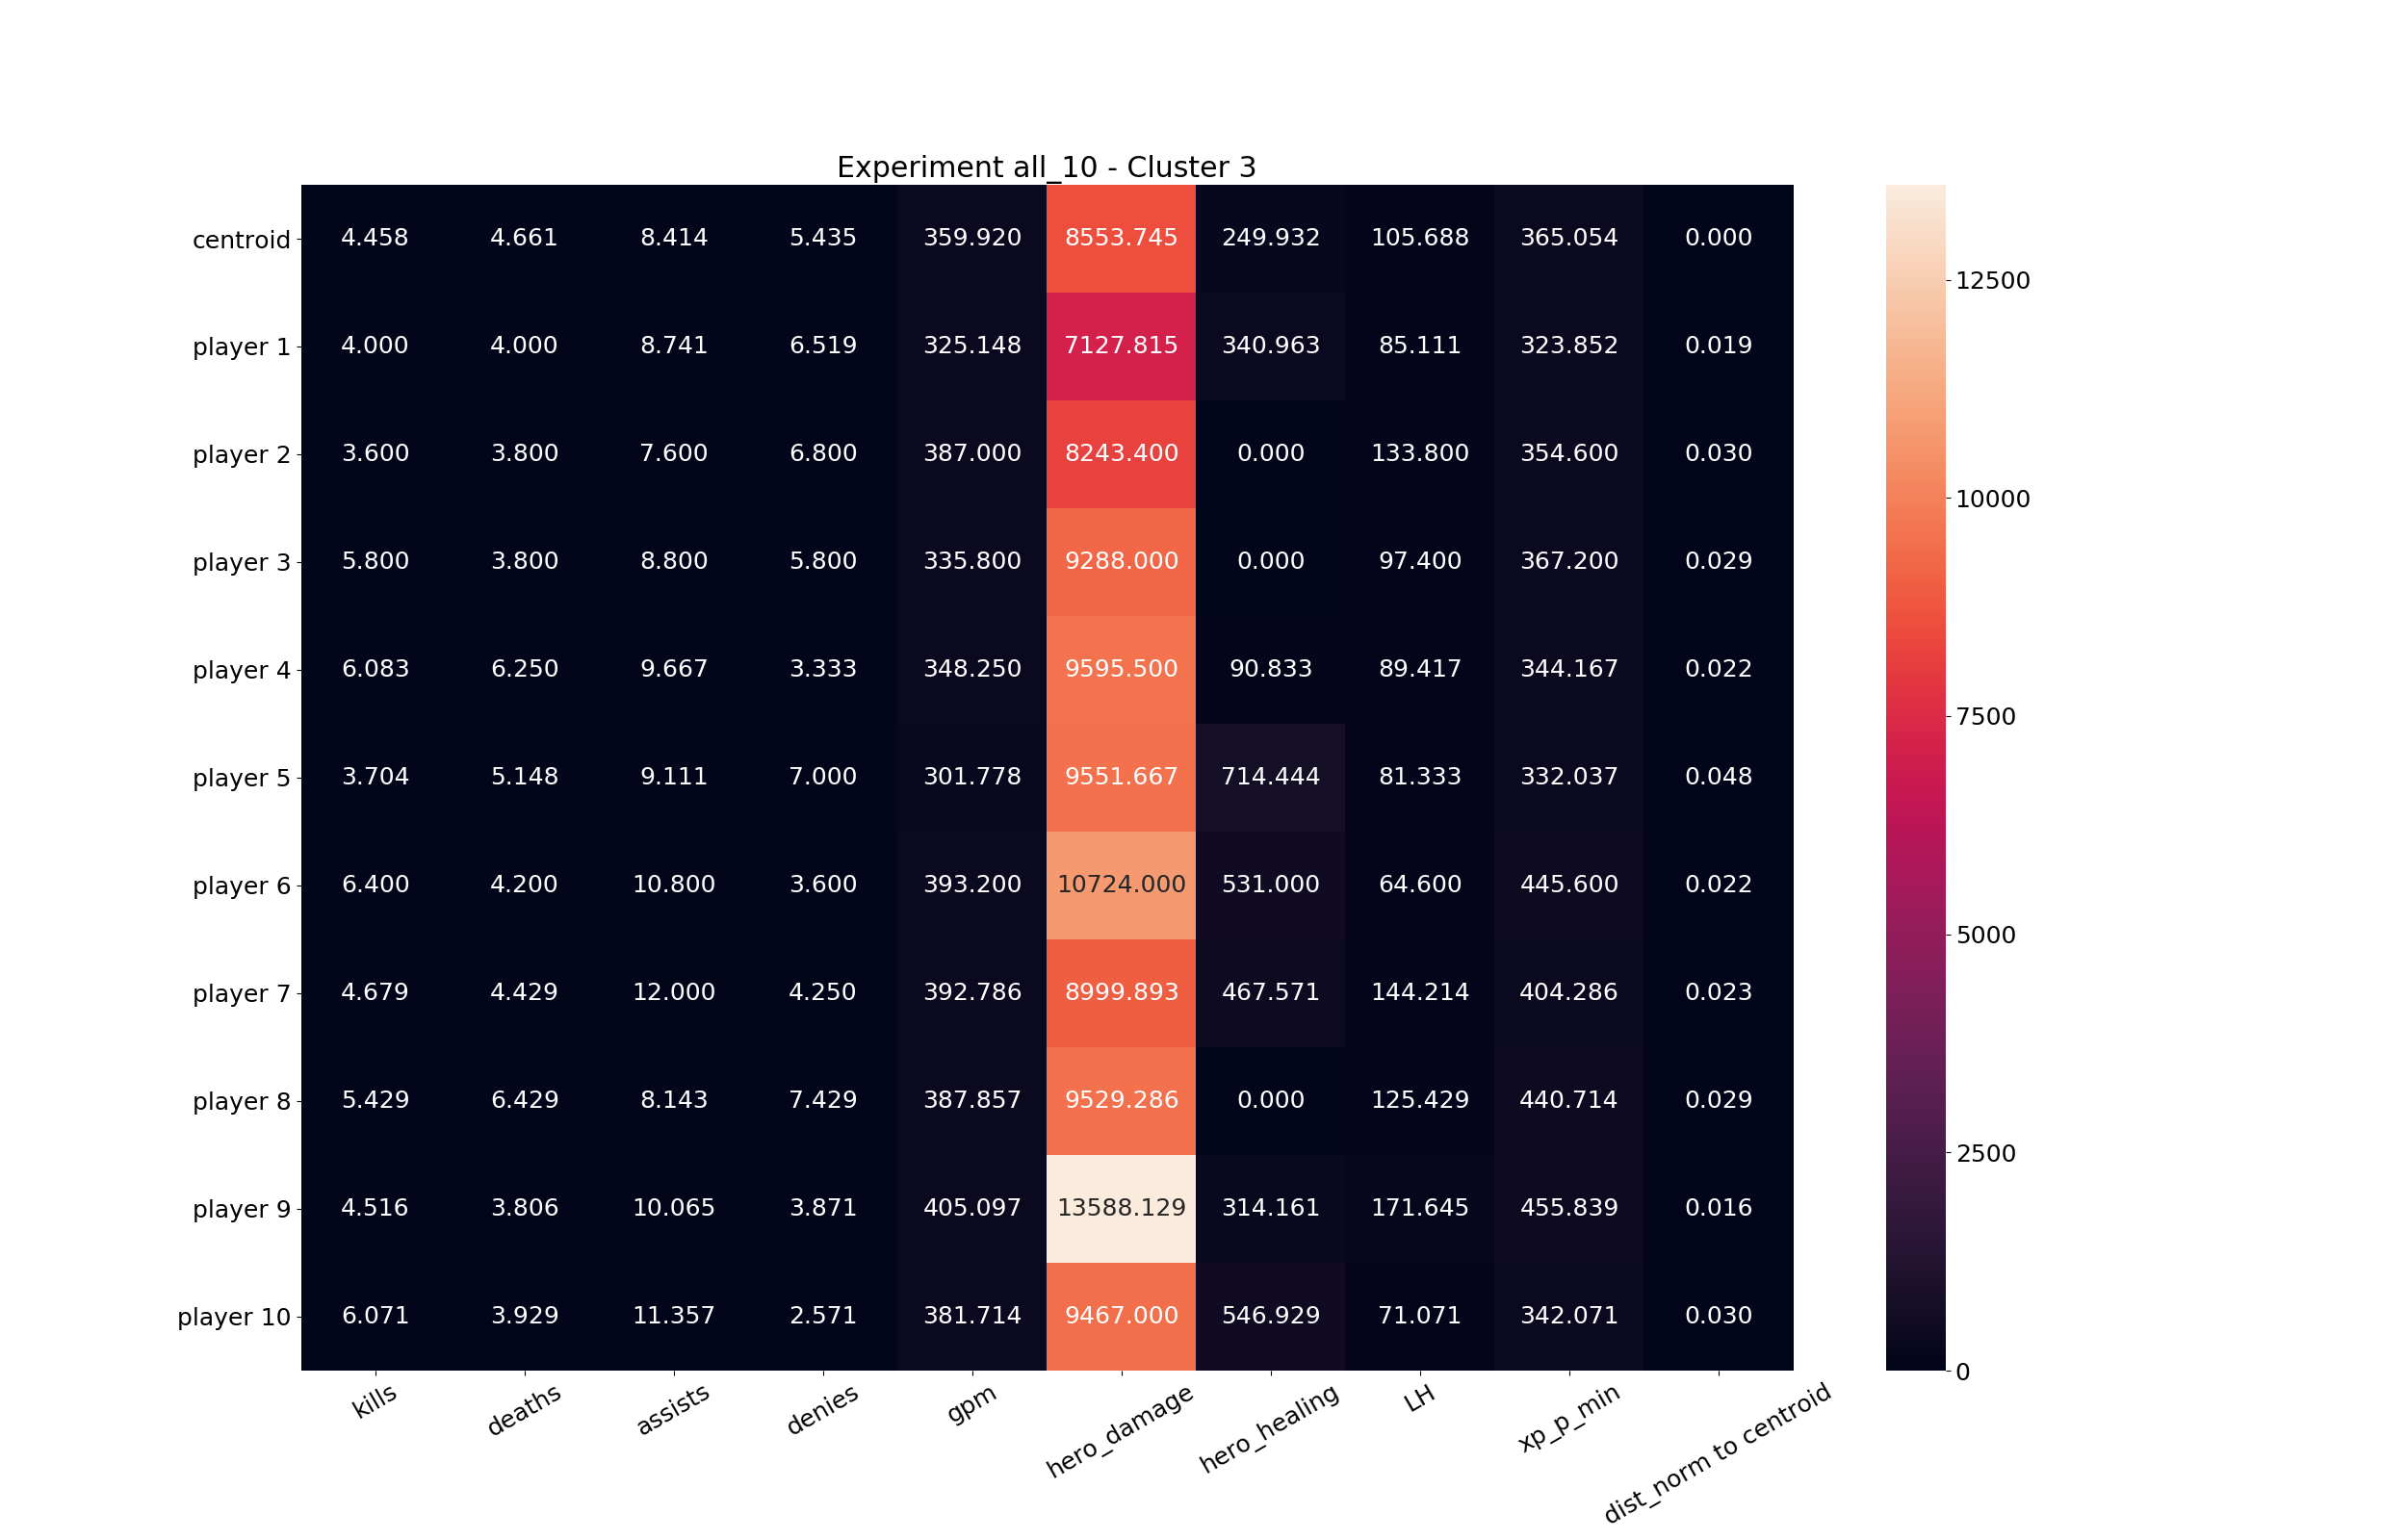 Experiment all_10 - Cluster 3
centroid 4.458 4.661 8.414 5.435 359.920 8553.745 249.932 105.688 365.054 0.000
player 1 4.000 4.000 8.741 6.519 325.148 7127.815 340.963 85.111 323.852 0.019
player 2 3.600 3.800 7.600 6.800 387.000 8243.400 0.000 133.800 354.600 0.030
player 3 5.800 3.800 8.800 5.800 335.800 9288.000 0.000 97.400 367.200 0.029
player 4 6.083 6.250 9.667 3.333 348.250 9595.500 90.833 89.417 344.167 0.022
player 5 3.704 5.148 9.111 7.000 301.778 9551.667 714.444 81.333 332.037 0.048
player 6 6.400 4.200 10.800 3.600 393.200 10724.000 531.000 64.600 445.600 0.022
player 7 4.679 4.429 12.000 4.250 392.786 8999.893 467.571 144.214 404.286 0.023
player 8 5.429 6.429 8.143 7.429 387.857 9529.286 0.000 125.429 440.714 0.029
player 9 4.516 3.806 10.065 3.871 405.097 13588.129 314.161 171.645 455.839 0.016
player 10 6.071 3.929 11.357 2.571 381.714 9467.000 546.929 71.071 342.071 0.030
kills deaths assists denies gpm hero_damage hero_healing LH xp_p_min dist_norm to centroid
12500
10000
7500
5000
2500
0